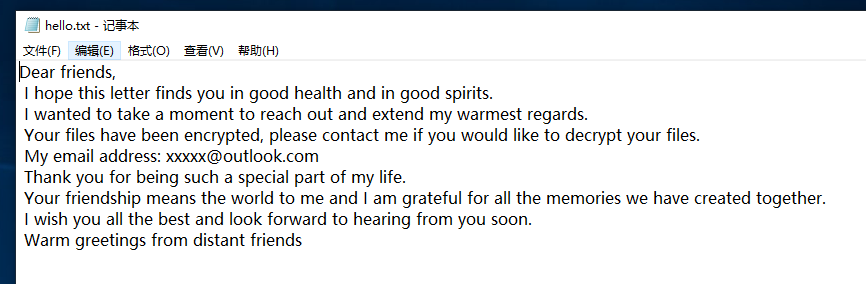 hello.txt - 记事本
文件(F) 编辑(E) 格式(O) 查看(V) 帮助(H)
Dear friends,
I hope this letter finds you in good health and in good spirits.
I wanted to take a moment to reach out and extend my warmest regards.
Your files have been encrypted, please contact me if you would like to decrypt your files.
My email address: xxxxx@outlook.com
Thank you for being such a special part of my life.
Your friendship means the world to me and I am grateful for all the memories we have created together.
I wish you all the best and look forward to hearing from you soon.
Warm greetings from distant friends